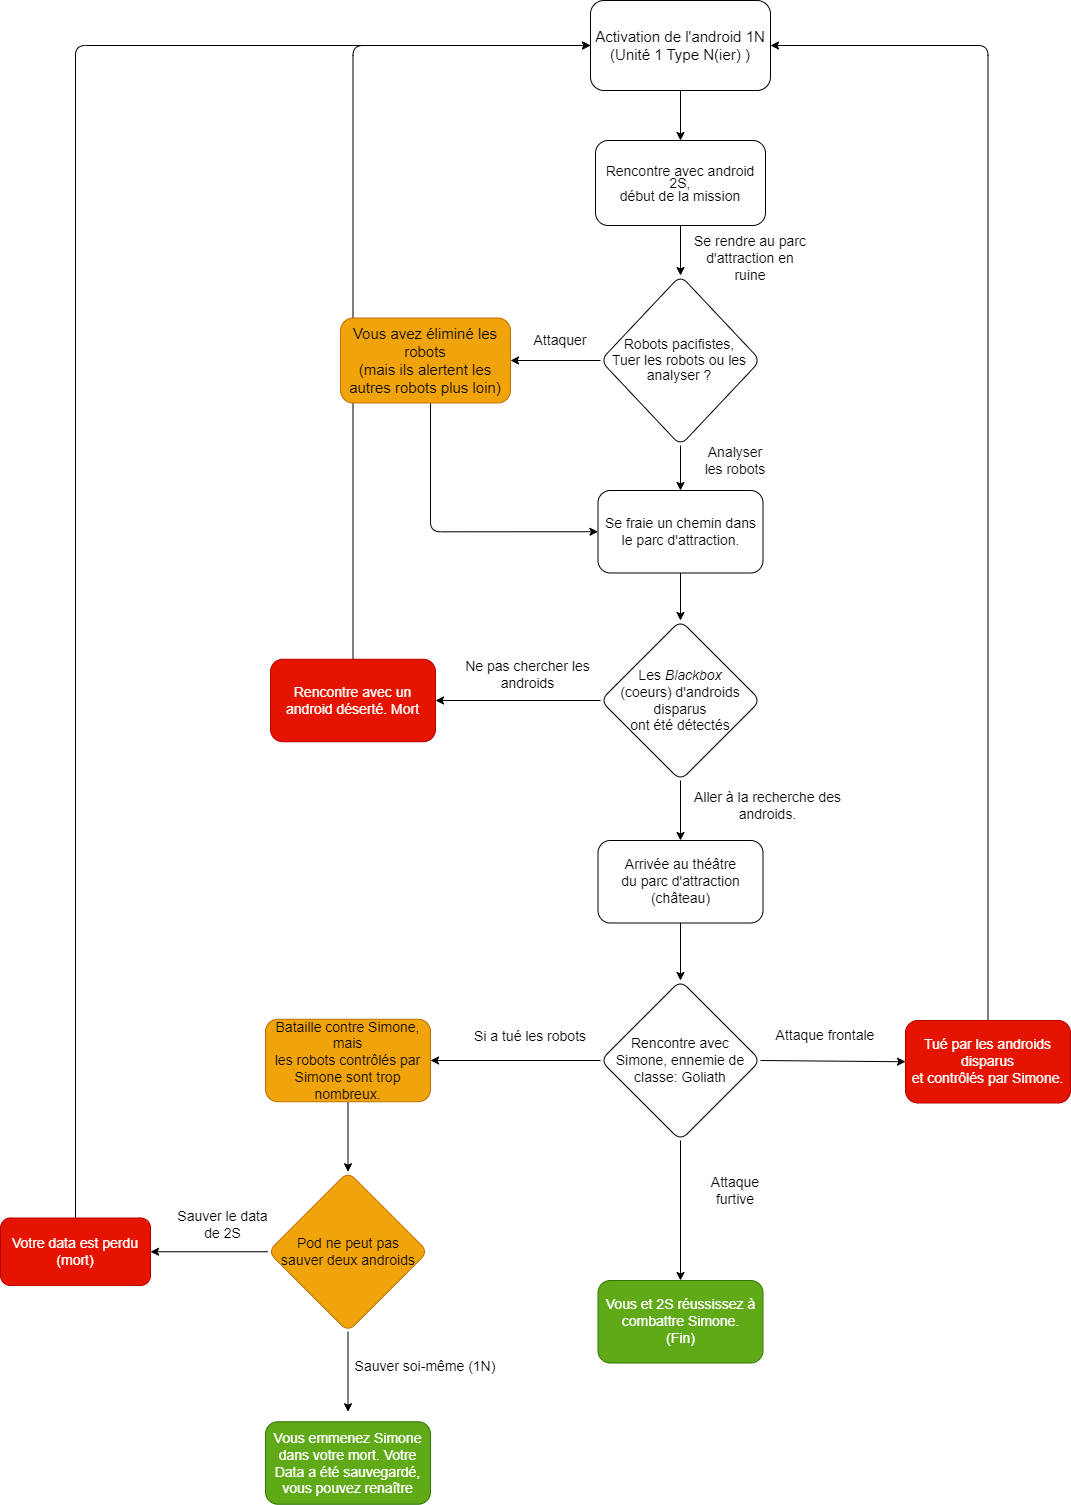 Activation de l'android 1N
(Unité 1 Type N(ier) )
Rencontre avec android
2S,
début de la mission
Se rendre au parc
d'attraction en
ruine
Vous avez éliminé les
robots
(mais ils alertent les
autres robots plus loin)
Attaquer
Robots pacifistes,
Tuer les robots ou les
analyser ?
Analyser
les robots
Se fraie un chemin dans
le parc d'attraction.
Rencontre avec un
android déserté. Mort
Ne pas chercher les
androids
Les Blackbox
(coeurs) d'androids
disparus
ont été détectés
Aller à la recherche des
androids.
Arrivée au théâtre
du parc d'attraction
(château)
Bataille contre Simone,
mais
les robots contrôlés par
Simone sont trop
nombreux.
Si a tué les robots
Rencontre avec
Simone, ennemie de
classe: Goliath
Attaque frontale
Tué par les androids
disparus
et contrôlés par Simone.
Attaque
furtive
Votre data est perdu
(mort)
Sauver le data
de 2S
Pod ne peut pas
sauver deux androids
Vous et 2S réussissez à
combattre Simone.
(Fin)
Sauver soi-même (1N)
Vous emmenez Simone
dans votre mort. Votre
Data a été sauvegardé,
vous pouvez renaître